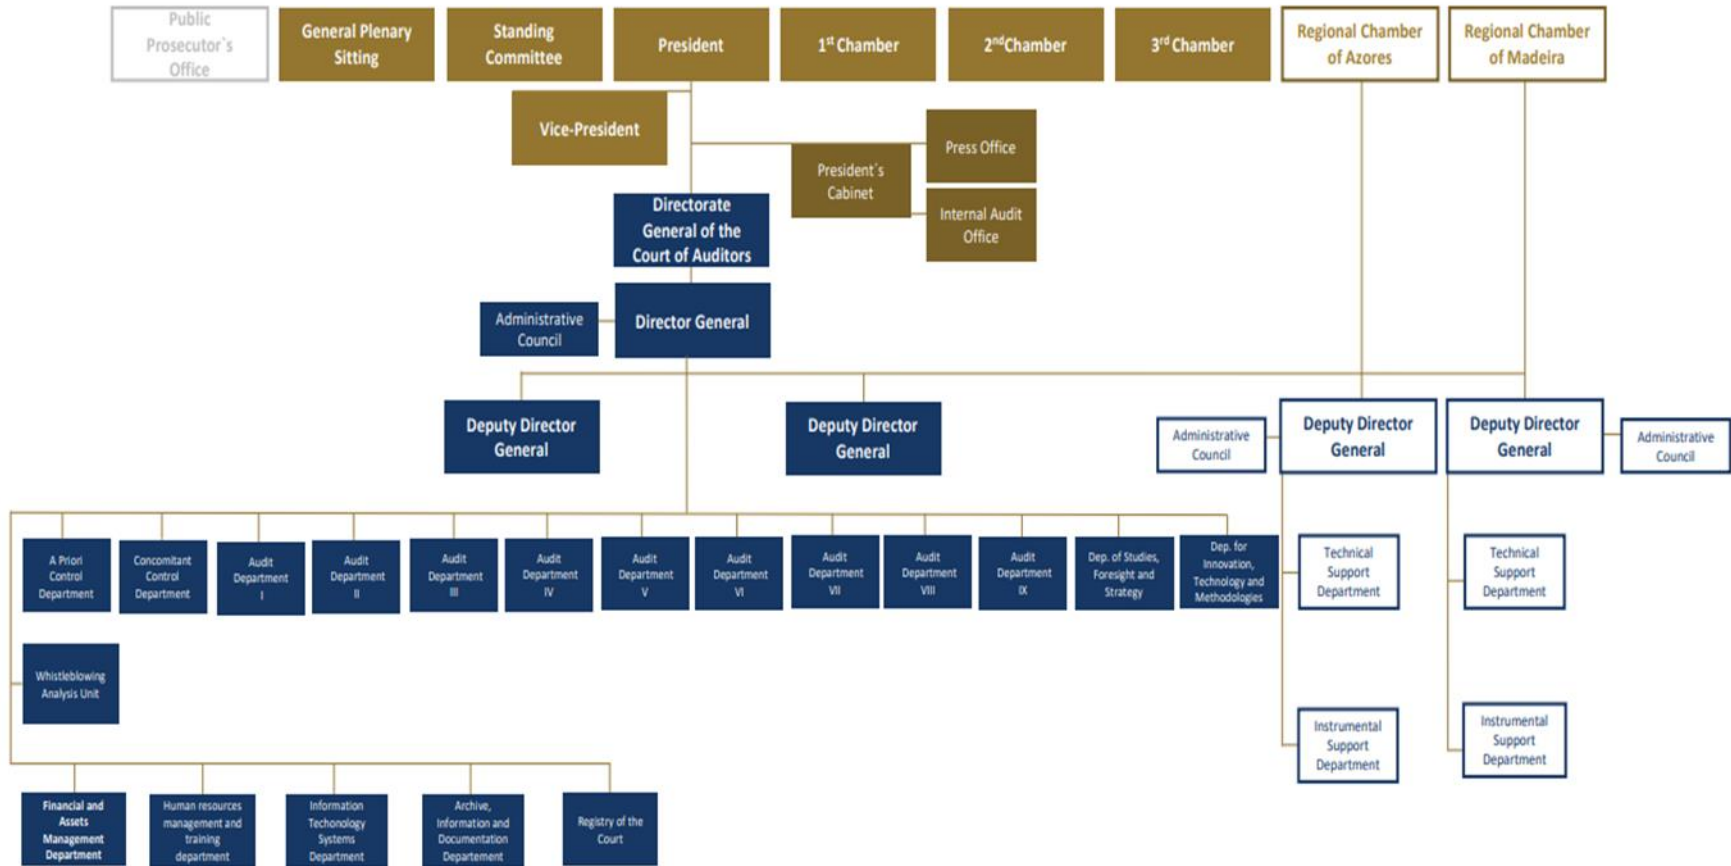 Public
Prosecutor`s
Office
General Plenary
Sitting
Standing
Committee
President
1st Chamber
2nd Chamber
3rd Chamber
Regional Chamber
of Azores
Regional Chamber
of Madeira
Vice-President
President´s
Cabinet
Press Office
Internal Audit
Office
Directorate
General of the
Court of Auditors
Administrative
Council
Director General
Deputy Director
General
Deputy Director
General
Administrative
Council
Deputy Director
General
Deputy Director
General
Administrative
Council
A Priori
Control
Department
Concomitant
Control
Department
Audit
Department
I
Audit
Department
II
Audit
Department
III
Audit
Department
IV
Audit
Department
V
Audit
Department
VI
Audit
Department
VII
Audit
Department
VIII
Audit
Department
IX
Dep. of Studies,
Foresight and
Strategy
Dep. for
Innovation,
Technology and
Methodologies
Technical
Support
Department
Technical
Support
Department
Whistleblowing
Analysis Unit
Instrumental
Support
Department
Instrumental
Support
Department
Financial and
Assets
Management
Department
Human resources
management and
training
department
Information
Techonology
Systems
Department
Archive,
Information and
Documentation
Departement
Registry of the
Court